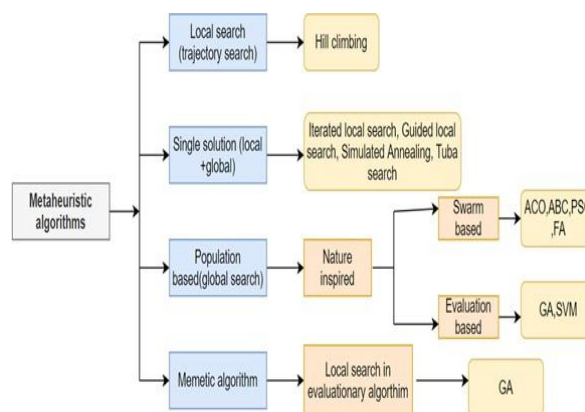 Local search
(trajectory search)
Hill climbing
Single solution (local
+global)
Iterated local search, Guided local
search, Simulated Annealing, Tuba
search
Metaheuristic
algorithms
Population
based(global search)
Nature
inspired
Swarm
based
ACO,ABC,PSO
,FA
Evaluation
based
GA,SVM
Memetic algorithm
Local search in
evaluationary algorthim
GA